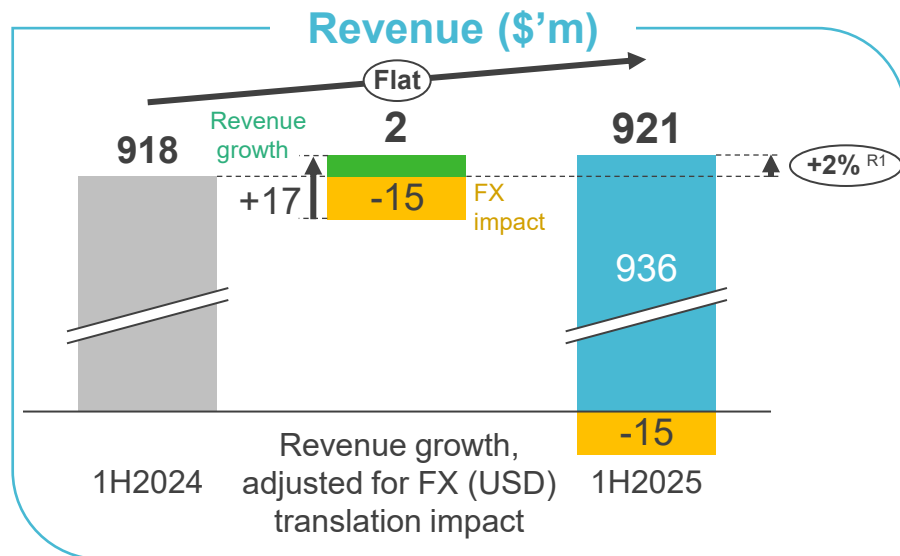 Revenue ($'m)
Flat
918
Revenue
growth
2
921
+2% R1
+17
-15
FX
impact
936
-15
1H2024
Revenue growth,
adjusted for FX (USD)
translation impact
1H2025